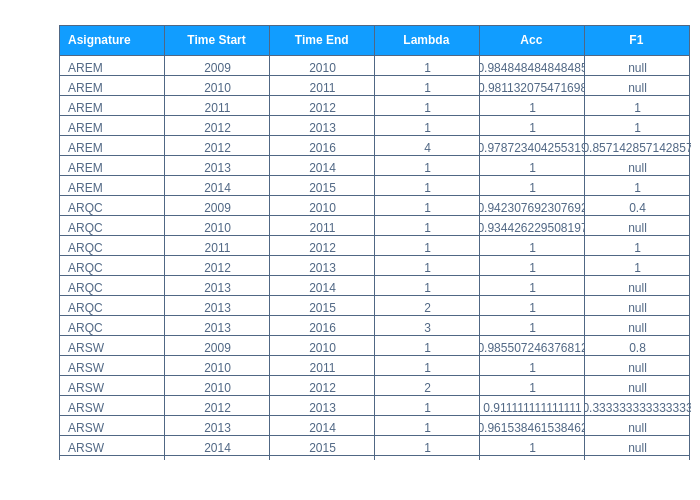 Asignature Time Start Time End Lambda Acc F1
AREM 2009 2010 1 0.984848484848485 null
AREM 2010 2011 1 0.981132075471698 null
AREM 2011 2012 1 1 1
AREM 2012 2013 1 1 1
AREM 2012 2016 4 0.978723404255319 0.857142857142857
AREM 2013 2014 1 1 null
AREM 2014 2015 1 1 1
ARQC 2009 2010 1 0.942307692307692 0.4
ARQC 2010 2011 1 0.934426229508197 null
ARQC 2011 2012 1 1 1
ARQC 2012 2013 1 1 1
ARQC 2013 2014 1 1 null
ARQC 2013 2015 2 1 null
ARQC 2013 2016 3 1 null
ARSW 2009 2010 1 0.985507246376812 0.8
ARSW 2010 2011 1 1 null
ARSW 2010 2012 2 1 null
ARSW 2012 2013 1 0.911111111111111 0.333333333333333
ARSW 2013 2014 1 0.961538461538462 null
ARSW 2014 2015 1 1 null